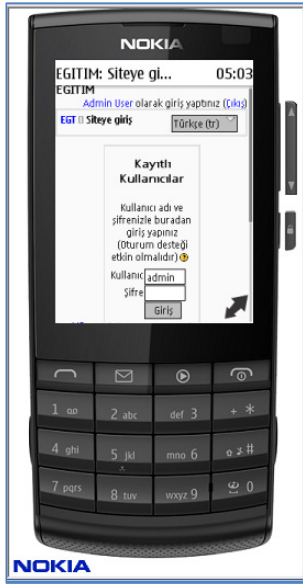 NOKIA
EGITIM: Siteye gi... 05:03
EGITIM
Admin User olarak giriş yaptınız (Çıkış)
EGT Siteye giriş Türkçe (tr)
Kayıtlı
Kullanıcılar
Kullanıcı adı ve
şifrenizle buradan
giriş yapınız
(Oturum desteği
etkin olmalıdır)
Kullanıc admin
Şifre
Giriş
1 2 abc def 3 + *
4 ghi 5 jkl mno 6 #
7 pqrs 8 tuv wxyz 9 0
NOKIA